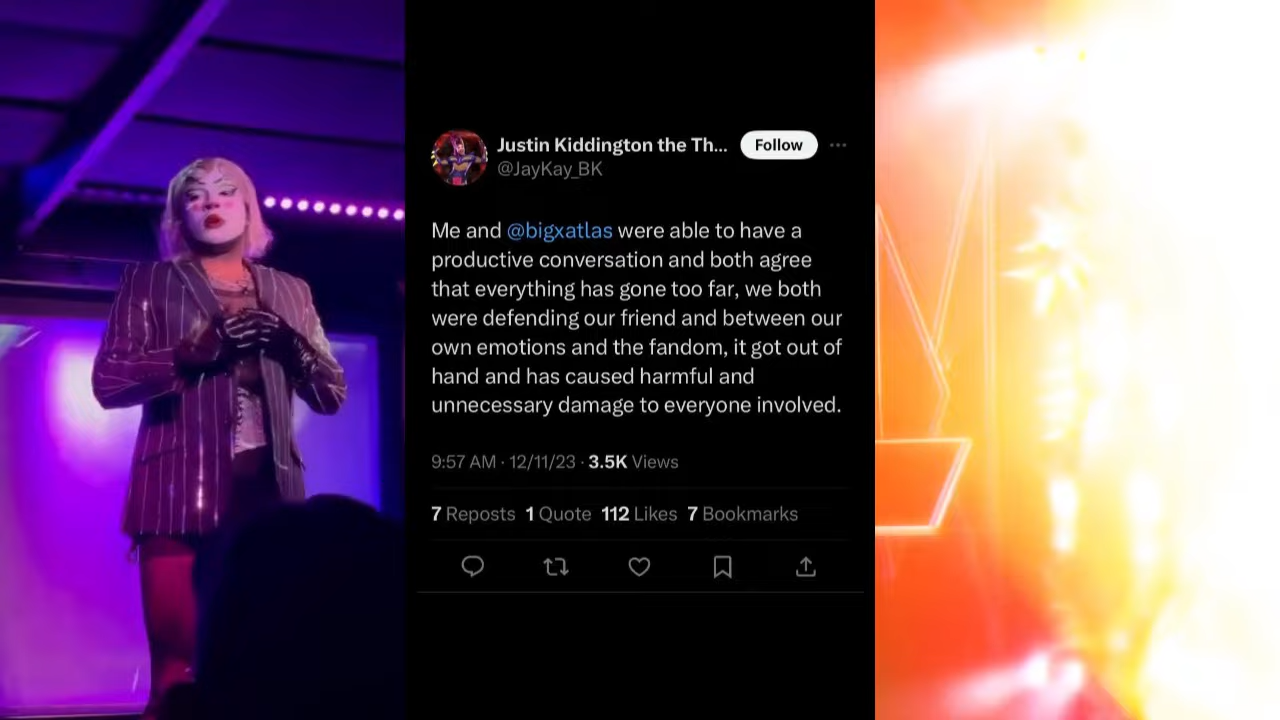 Justin Kiddington the Th...
Follow
@JayKay_BK
Me and @bigxatlas were able to have a
productive conversation and both agree
that everything has gone too far, we both
were defending our friend and between our
own emotions and the fandom, it got out of
hand and has caused harmful and
unnecessary damage to everyone involved.
9:57 AM · 12/11/23 · 3.5K Views
7 Reposts 1 Quote 112 Likes 7 Bookmarks